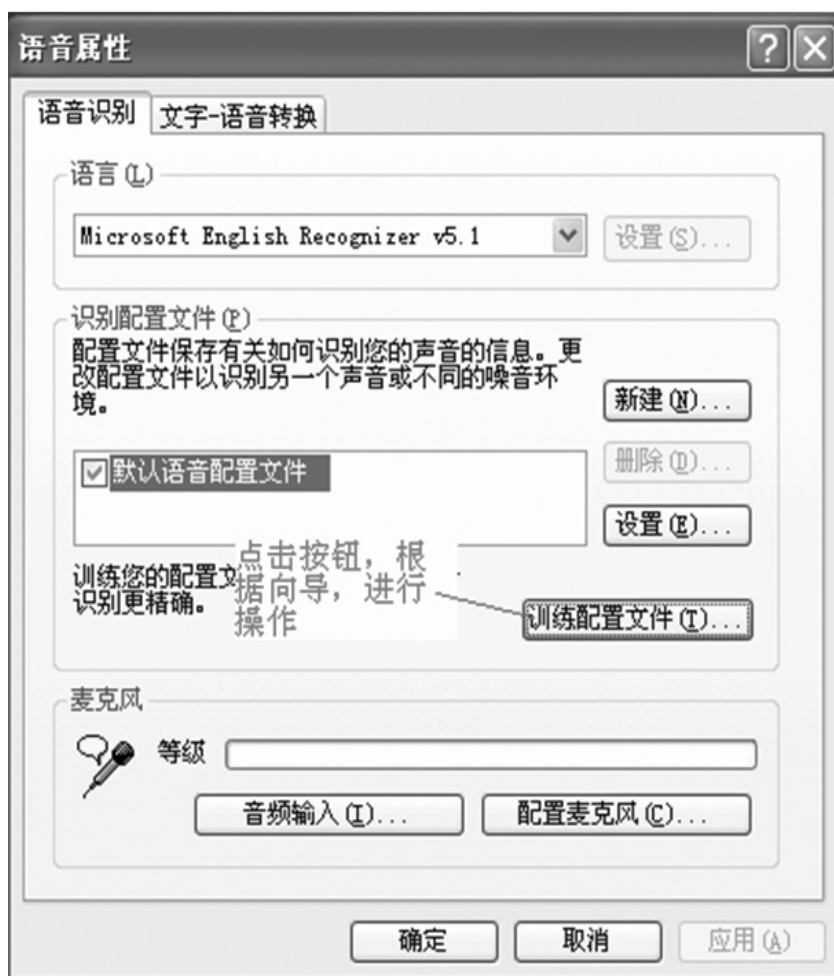 语音属性
语音识别
文字-语音转换
语言(L)
Microsoft English Recognizer v5.1
设置(S)...
识别配置文件(P)
配置文件保存有关如何识别您的声音的信息。更
改配置文件以识别另一个声音或不同的噪音环
境。
新建(N)...
默认语音配置文件
删除(D)...
设置(E)...
点击按钮，根
据向导，进行
操作
训练您的配置文
识别更精确。
训练配置文件(T)...
麦克风
等级
音频输入(I)...
配置麦克风(C)...
确定
取消
应用(A)